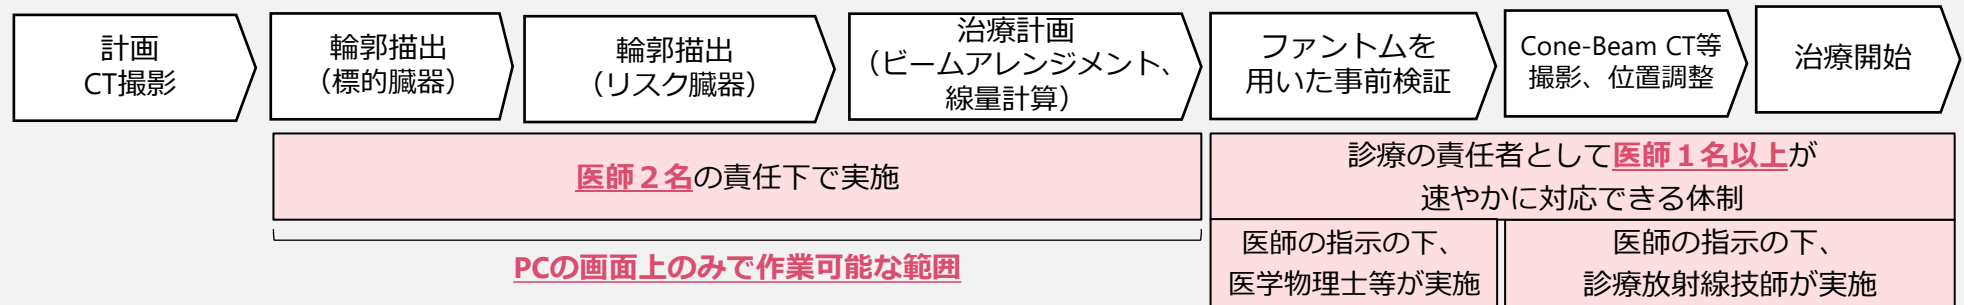 計画
CT撮影
輪郭描出
（標的臓器）
輪郭描出
（リスク臓器）
治療計画
（ビームアレンジメント、
線量計算）
ファントムを
用いた事前検証
Cone-Beam CT等
撮影、位置調整
治療開始
医師２名の責任下で実施
診療の責任者として医師１名以上が
速やかに対応できる体制
PCの画面上のみで作業可能な範囲
医師の指示の下、
医学物理士等が実施
医師の指示の下、
診療放射線技師が実施